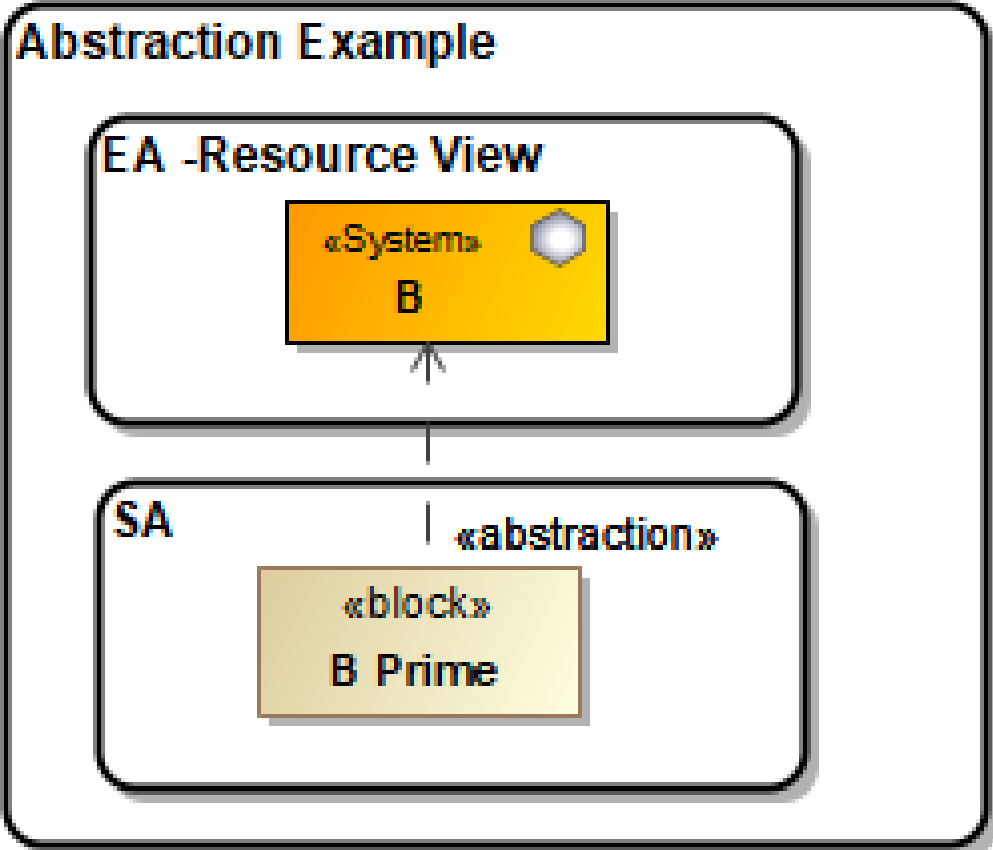 Abstraction Example
EA -Resource View
«System»
B
SA
«abstraction»
«block»
B Prime